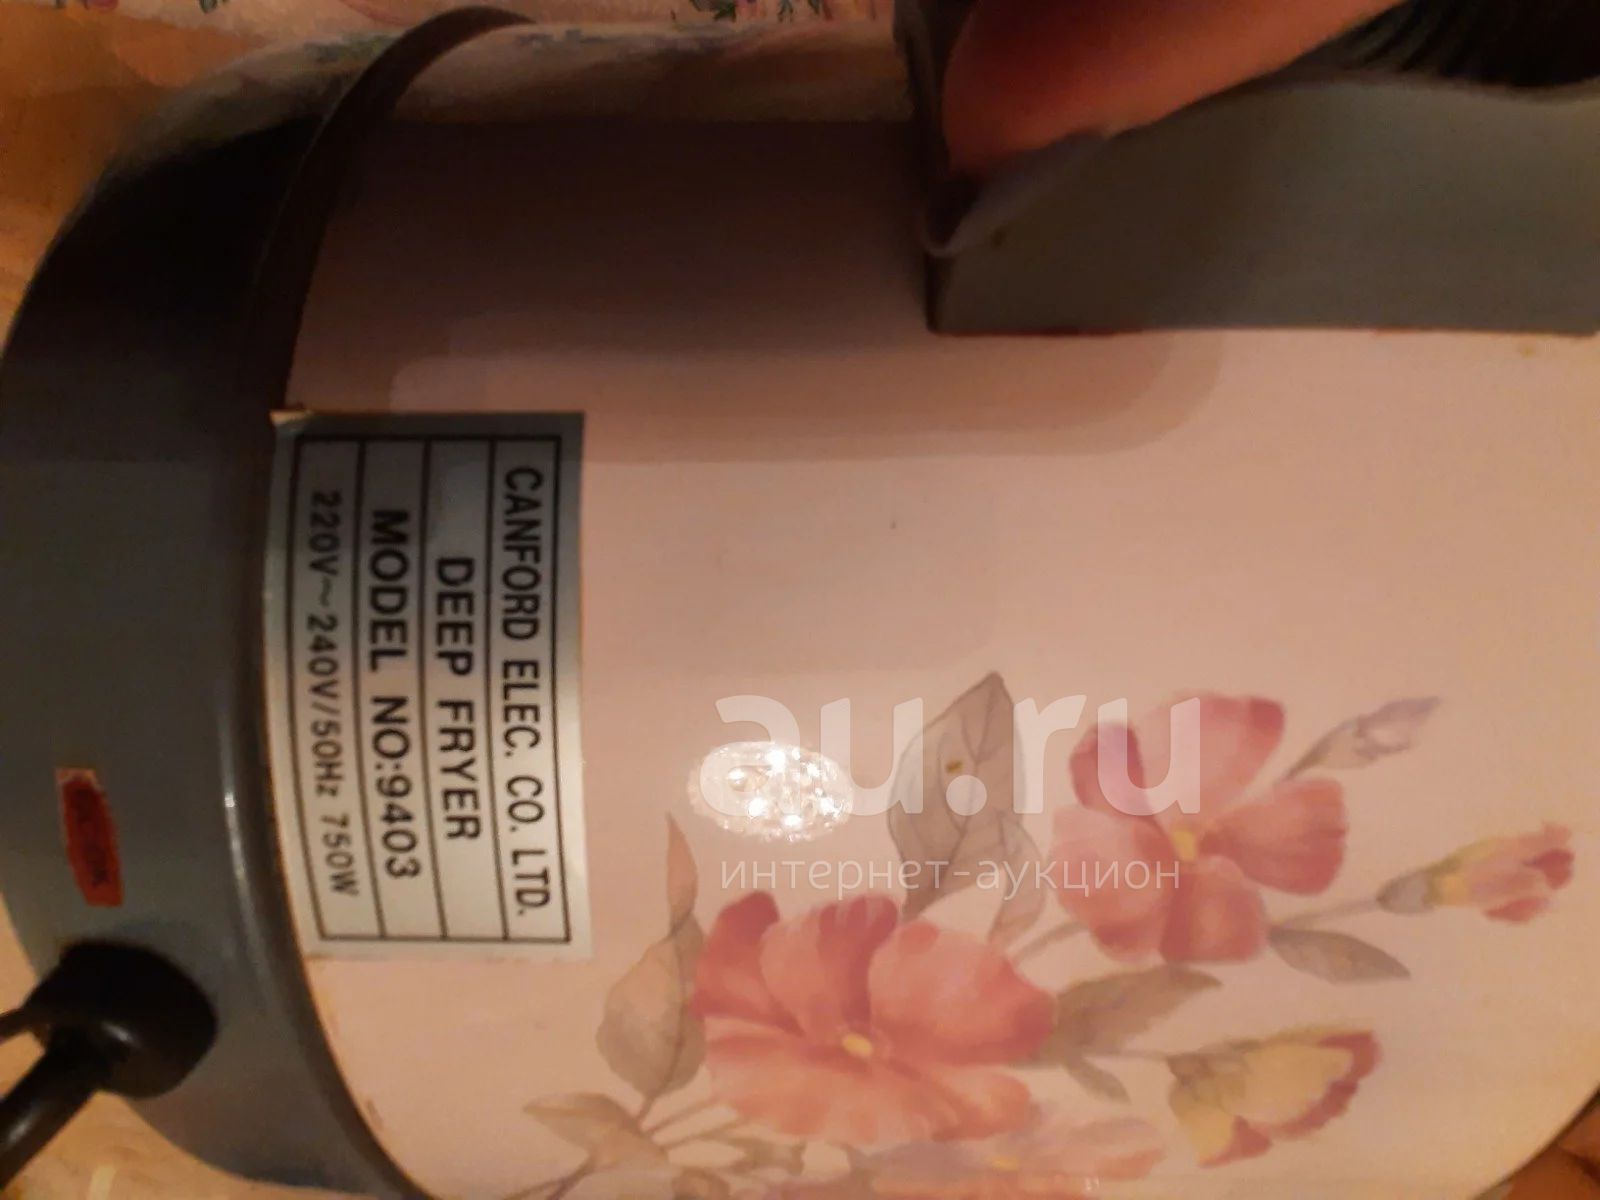 CANFORD ELEC. CO. LTD.
DEEP FRYER
MODEL NO:9403
220V~240V/50Hz 750W
au.ru
интернет-аукцион